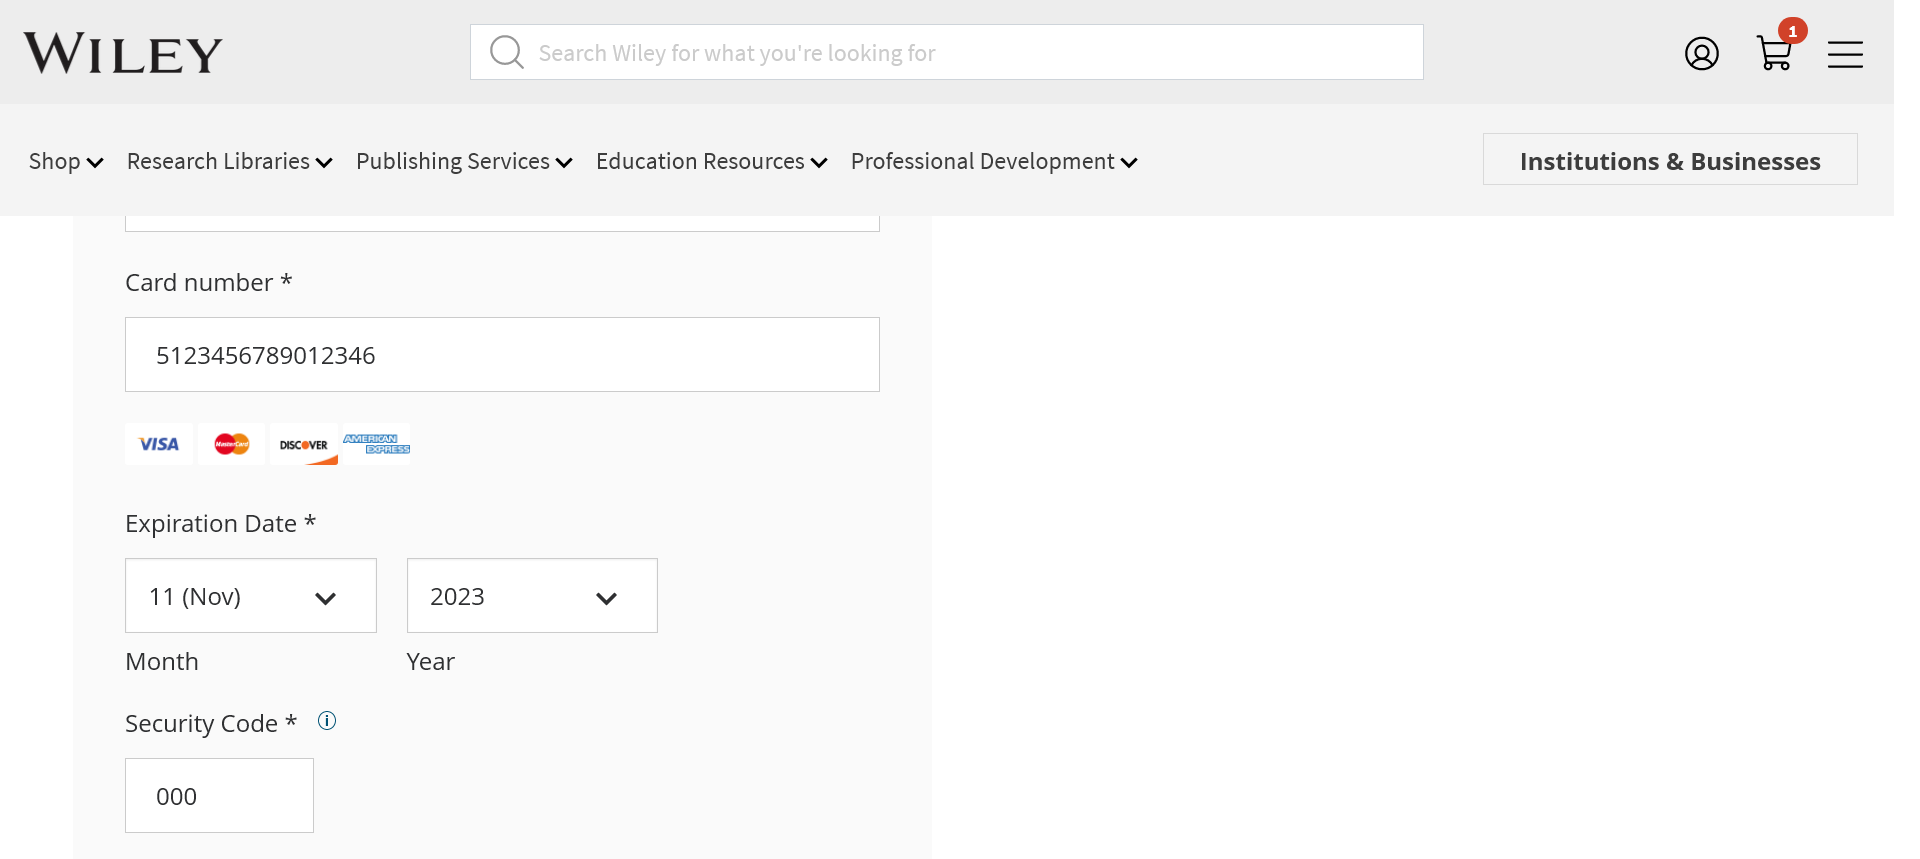 WILEY
Search Wiley for what you're looking for
1
Shop Research Libraries Publishing Services Education Resources Professional Development Institutions & Businesses
Card number *
5123456789012346
VISA MasterCard DISCOVER AMERICAN EXPRESS
Expiration Date *
11 (Nov) 2023
Month Year
Security Code *
000